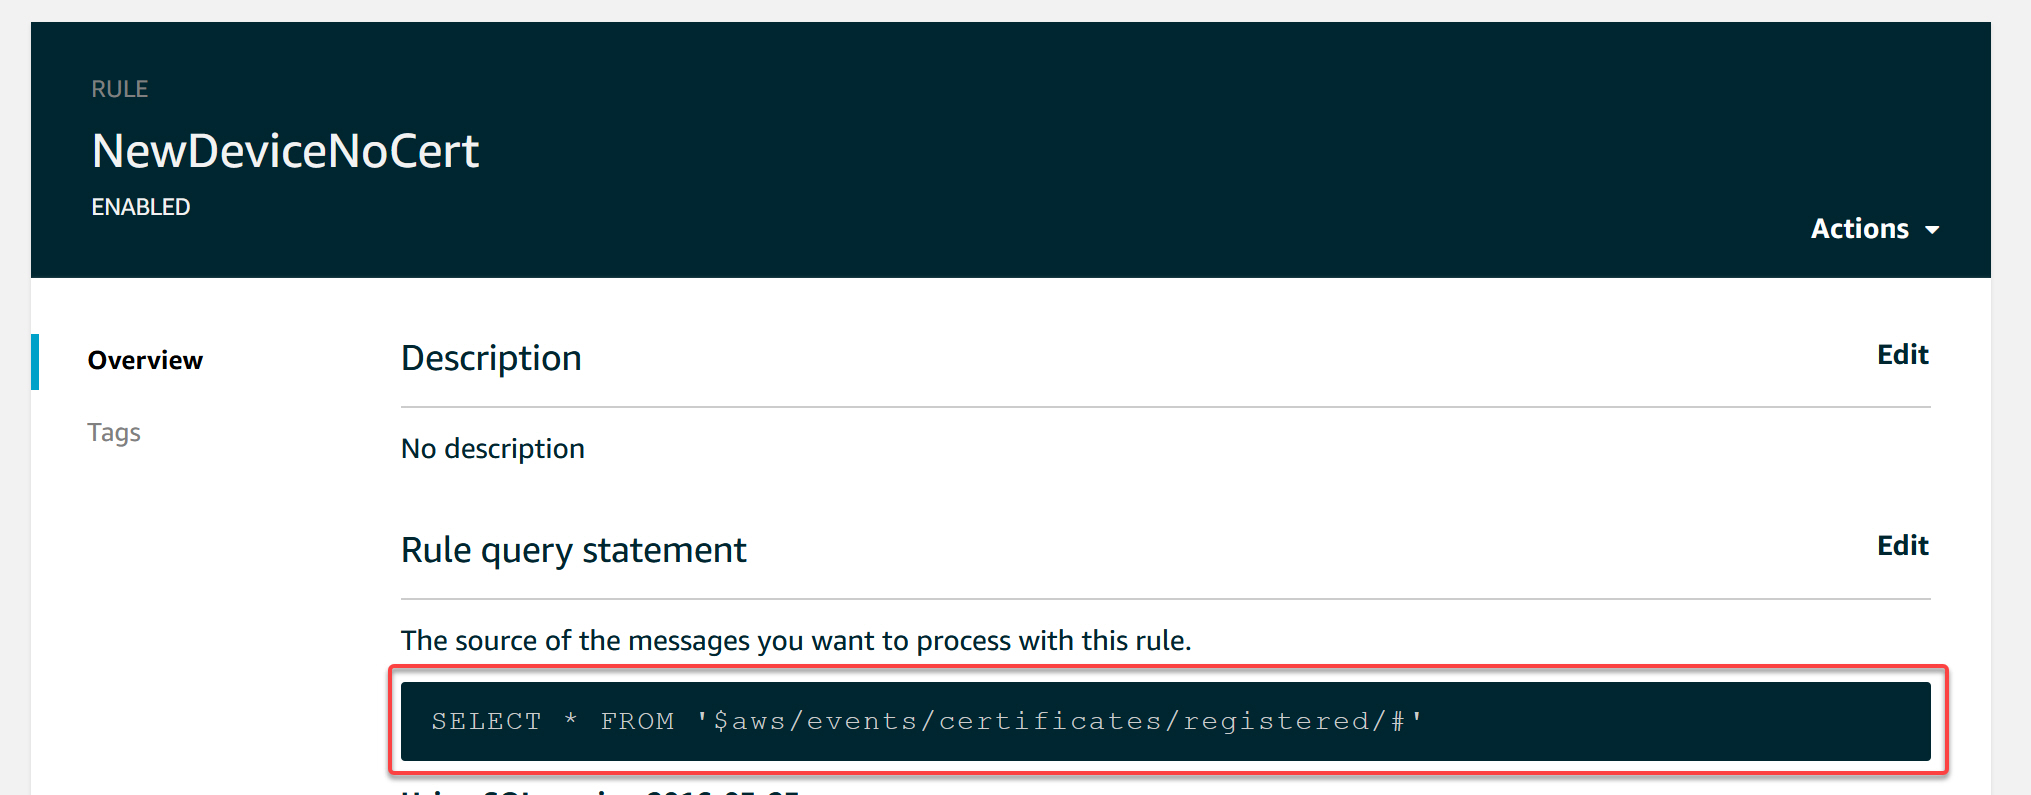 RULE
NewDeviceNoCert
ENABLED
Actions
Overview
Tags
Description
Edit
No description
Rule query statement
Edit
The source of the messages you want to process with this rule.
SELECT * FROM '$aws/events/certificates/registered/#'